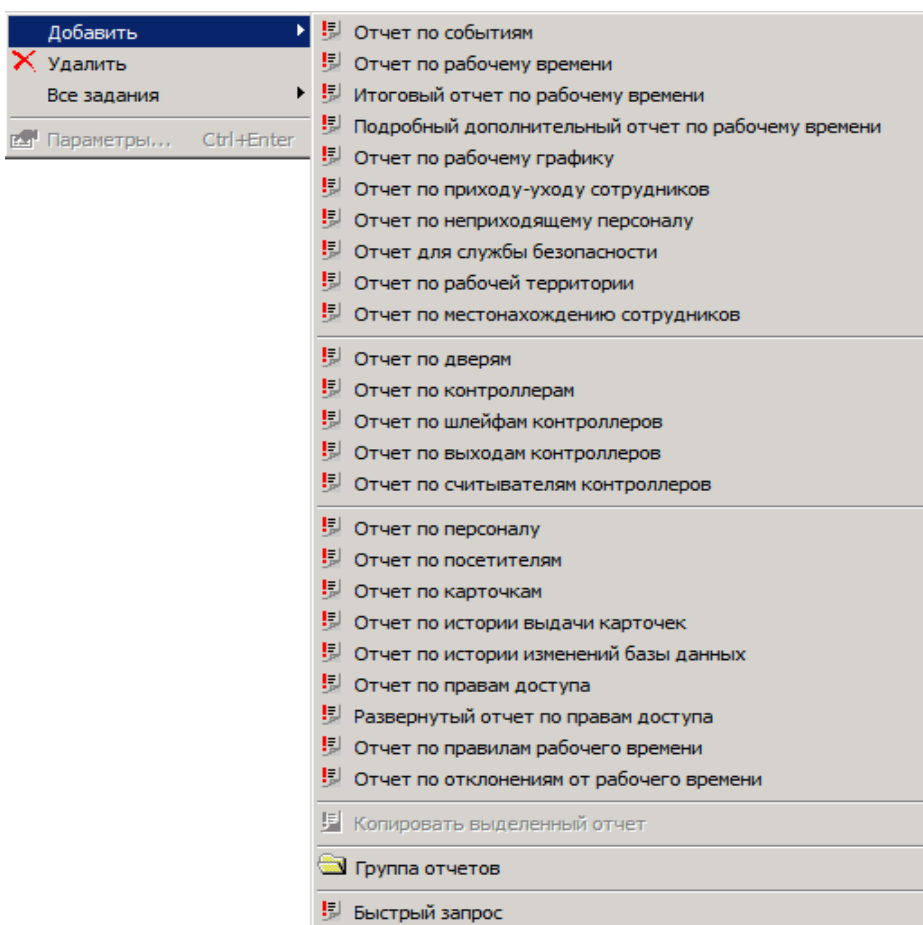 Добавить
Удалить
Все задания
Параметры... Ctrl+Enter
Отчет по событиям
Отчет по рабочему времени
Итоговый отчет по рабочему времени
Подробный дополнительный отчет по рабочему времени
Отчет по рабочему графику
Отчет по приходу-уходу сотрудников
Отчет по неприходящему персоналу
Отчет для службы безопасности
Отчет по рабочей территории
Отчет по местонахождению сотрудников
Отчет по дверям
Отчет по контроллерам
Отчет по шлейфам контроллеров
Отчет по выходам контроллеров
Отчет по считывателям контроллеров
Отчет по персоналу
Отчет по посетителям
Отчет по карточкам
Отчет по истории выдачи карточек
Отчет по истории изменений базы данных
Отчет по правам доступа
Развернутый отчет по правам доступа
Отчет по правилам рабочего времени
Отчет по отклонениям от рабочего времени
Копировать выделенный отчет
Группа отчетов
Быстрый запрос